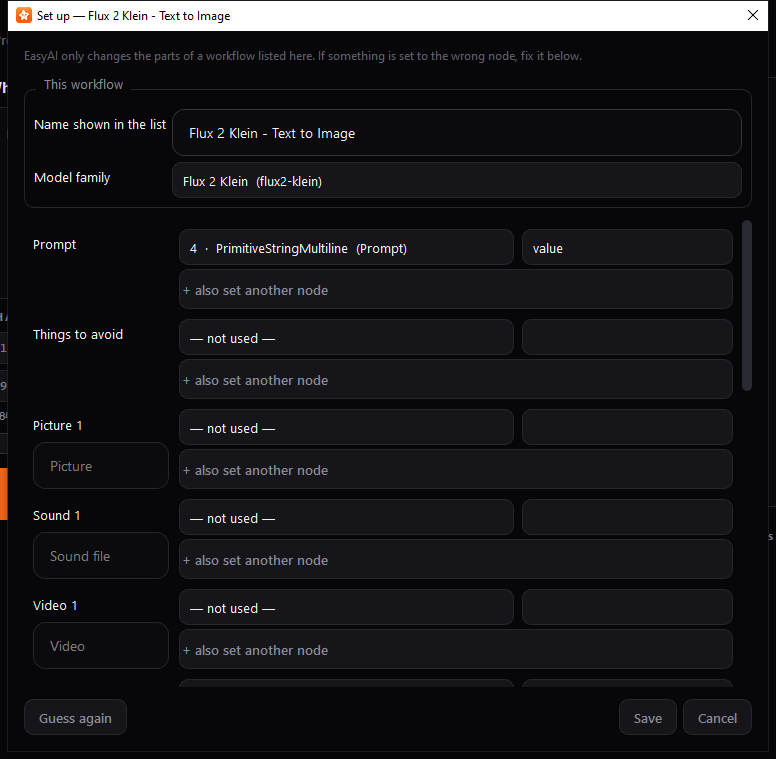 Set up — Flux 2 Klein - Text to Image
EasyAI only changes the parts of a workflow listed here. If something is set to the wrong node, fix it below.
This workflow
Name shown in the list
Flux 2 Klein - Text to Image
Model family
Flux 2 Klein (flux2-klein)
Prompt
4 · PrimitiveStringMultiline (Prompt)
value
+ also set another node
Things to avoid
— not used —
+ also set another node
Picture 1
— not used —
Picture
+ also set another node
Sound 1
— not used —
Sound file
+ also set another node
Video 1
— not used —
Video
+ also set another node
Guess again
Save
Cancel